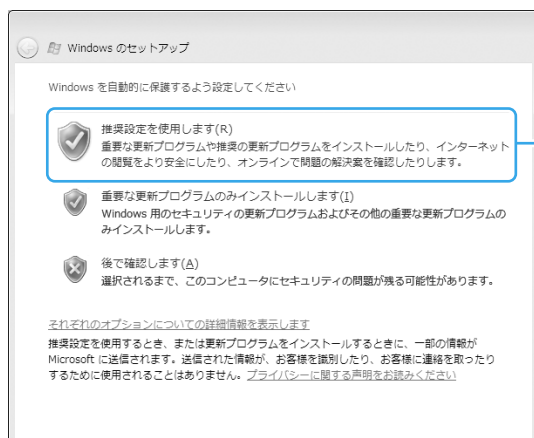 Windows のセットアップ
Windows を自動的に保護するよう設定してください
推奨設定を使用します(R)
重要な更新プログラムや推奨の更新プログラムをインストールしたり、インターネット
の閲覧をより安全にしたり、オンラインで問題の解決案を確認したりします。
重要な更新プログラムのみインストールします(I)
Windows 用のセキュリティの更新プログラムおよびその他の重要な更新プログラムの
みインストールします。
後で確認します(A)
選択されるまで、このコンピュータにセキュリティの問題が残る可能性があります。
それぞれのオプションについての詳細情報を表示します
推奨設定を使用するとき、または更新プログラムをインストールするときに、一部の情報が
Microsoft に送信されます。送信された情報が、お客様を識別したり、お客様に連絡を取ったり
するために使用されることはありません。プライバシーに関する声明をお読みください